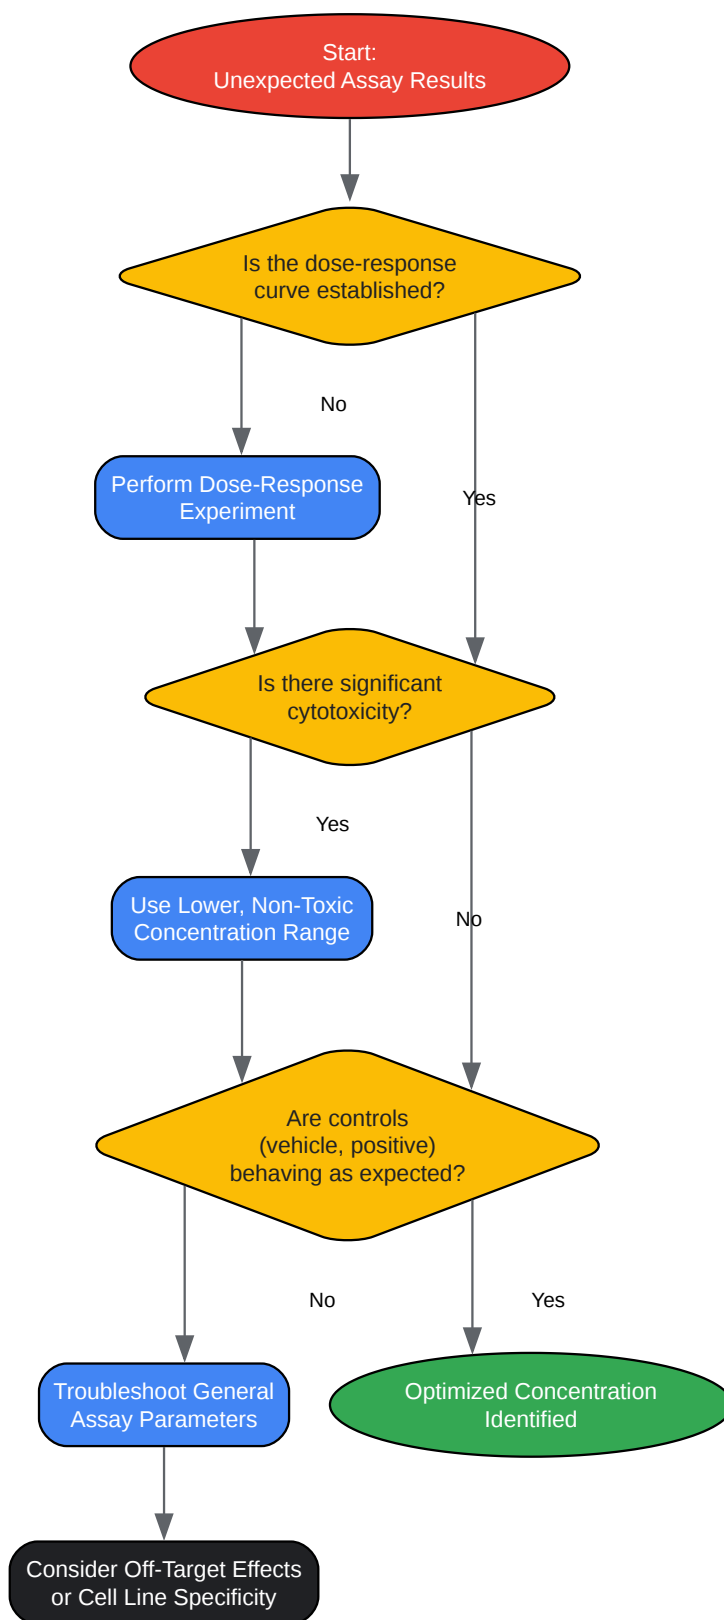 Start:
Unexpected Assay Results
Is the dose-response
curve established?
No
Perform Dose-Response
Experiment
Yes
Is there significant
cytotoxicity?
Yes
Use Lower, Non-Toxic
Concentration Range
No
Are controls
(vehicle, positive)
behaving as expected?
No
Yes
Troubleshoot General
Assay Parameters
Optimized Concentration
Identified
Consider Off-Target Effects
or Cell Line Specificity